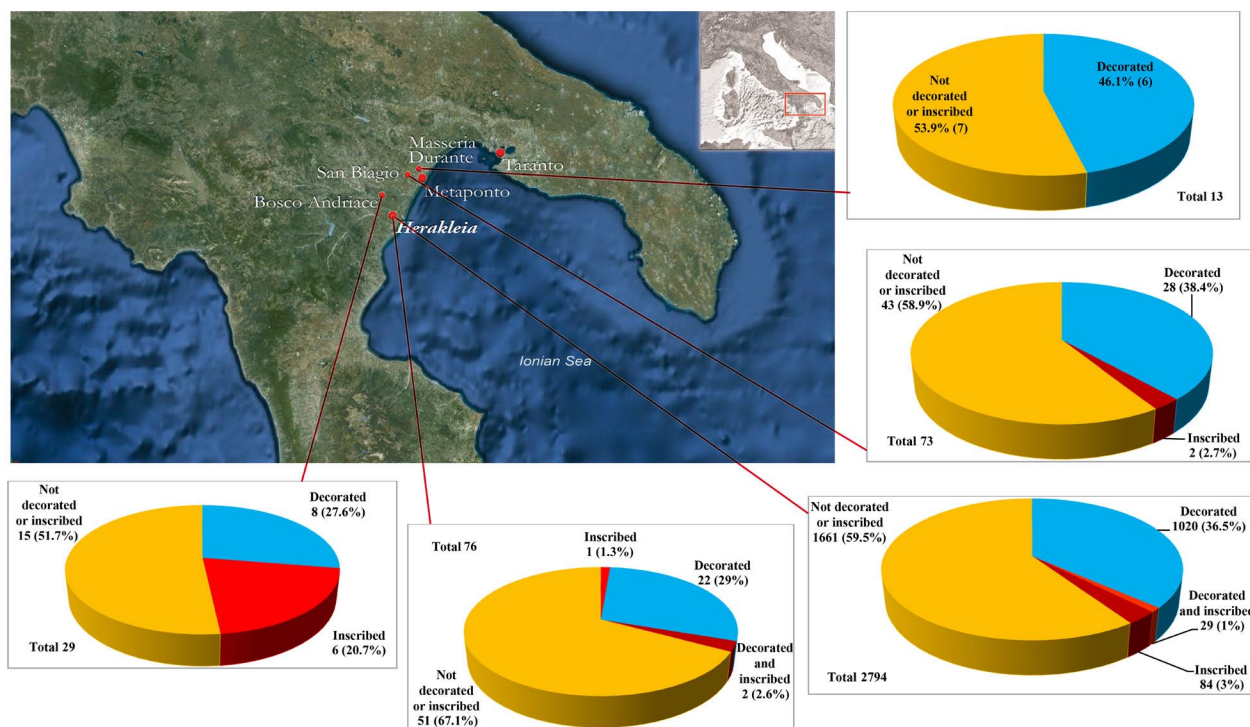 Masseria
Durante
Taranto
San Biagio
Metaponto
Bosco Andriace
Herakleia
Ionian Sea
Decorated
46.1% (6)
Not
decorated
or inscribed
53.9% (7)
Total 13
Not
decorated
or inscribed
43 (58.9%)
Decorated
28 (38.4%)
Total 73
Inscribed
2 (2.7%)
Not
decorated
or inscribed
15 (51.7%)
Decorated
8 (27.6%)
Total 29
Inscribed
6 (20.7%)
Total 76
Inscribed
1 (1.3%)
Decorated
22 (29%)
Decorated
and
inscribed
2 (2.6%)
Not
decorated
or inscribed
51 (67.1%)
Not decorated
or inscribed
1661 (59.5%)
Decorated
1020 (36.5%)
Decorated
and inscribed
29 (1%)
Total 2794
Inscribed
84 (3%)